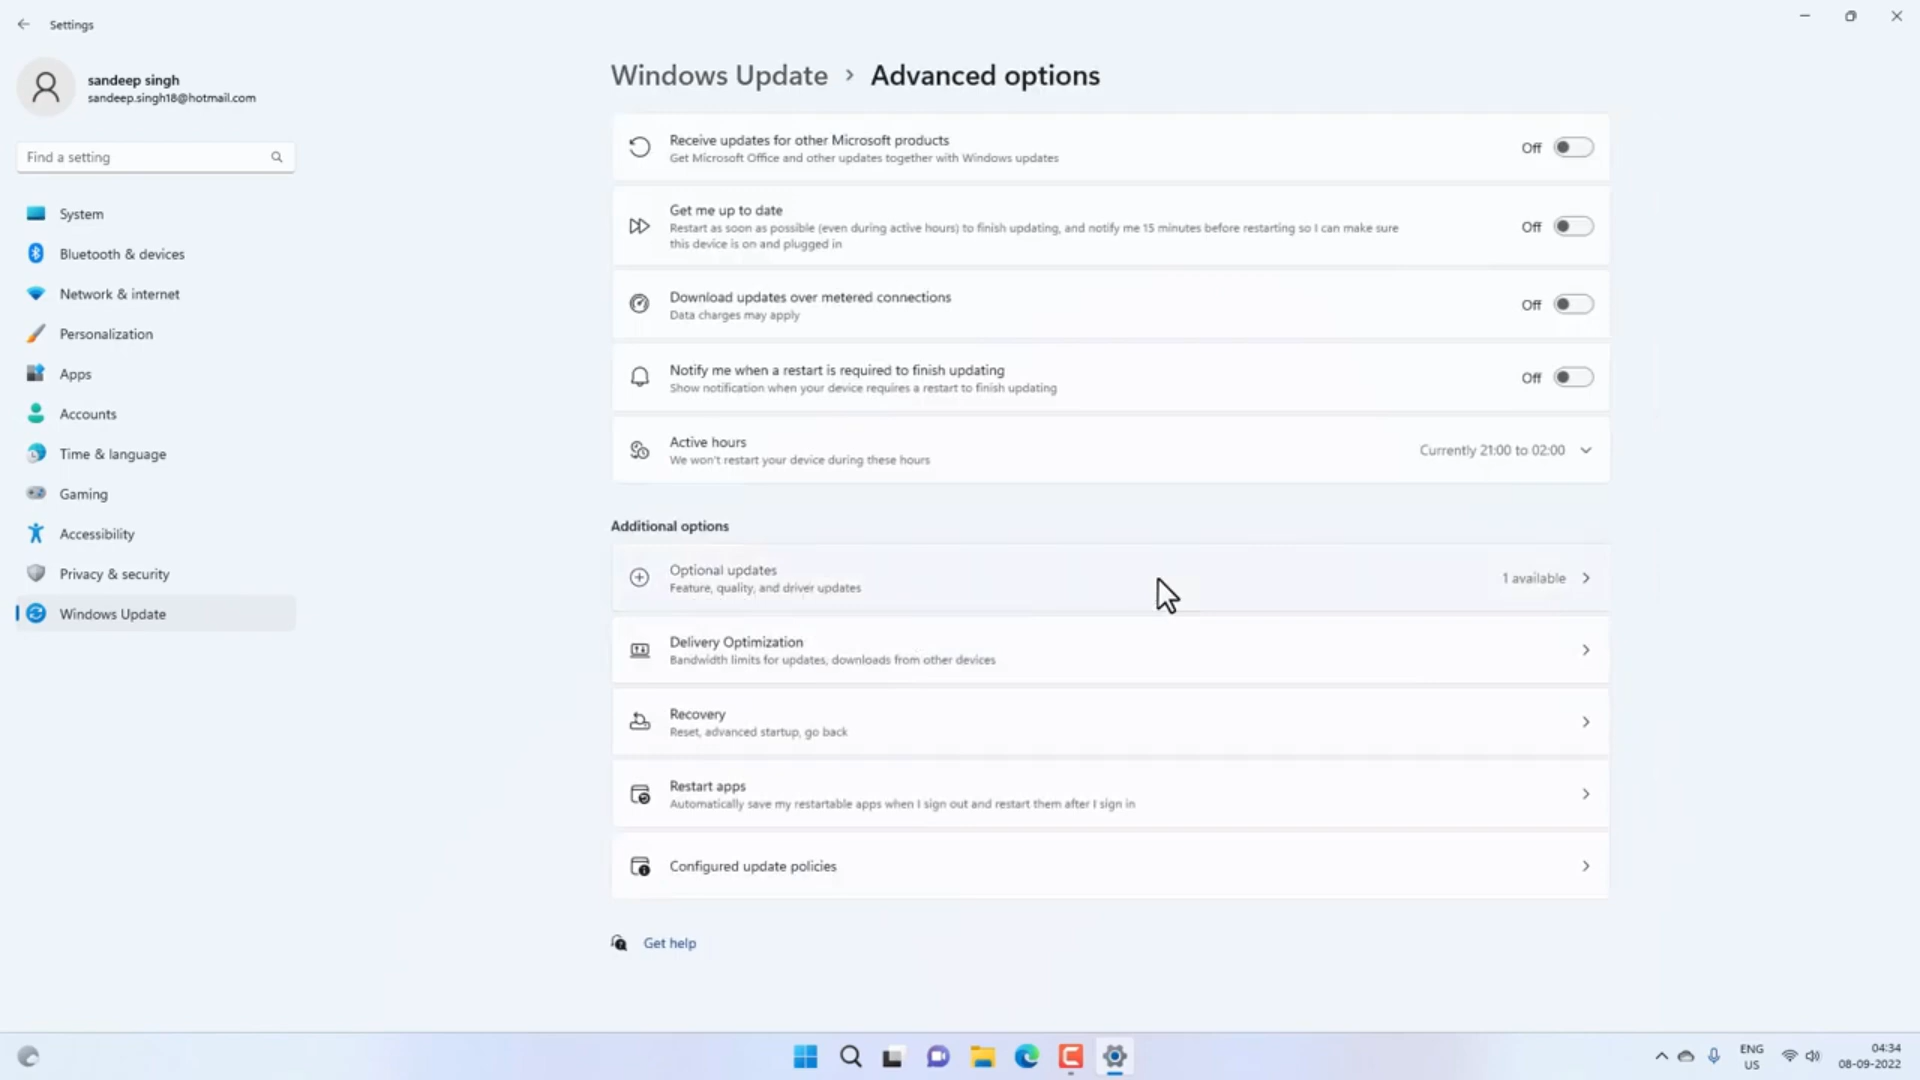 Settings
sandeep singh
sandeep.singh18@hotmail.com
Find a setting
System
Bluetooth & devices
Network & internet
Personalization
Apps
Accounts
Time & language
Gaming
Accessibility
Privacy & security
Windows Update
Windows Update > Advanced options
Receive updates for other Microsoft products
Get Microsoft Office and other updates together with Windows updates
Off
Get me up to date
Restart as soon as possible (even during active hours) to finish updating, and notify me 15 minutes before restarting so I can make sure
this device is on and plugged in
Off
Download updates over metered connections
Data charges may apply
Off
Notify me when a restart is required to finish updating
Show notification when your device requires a restart to finish updating
Off
Active hours
We won't restart your device during these hours
Currently 21:00 to 02:00
Additional options
Optional updates
Feature, quality, and driver updates
1 available
Delivery Optimization
Bandwidth limits for updates, downloads from other devices
Recovery
Reset, advanced startup, go back
Restart apps
Automatically save my restartable apps when I sign out and restart them after I sign in
Configured update policies
Get help
ENG
US
04:34
08-09-2022